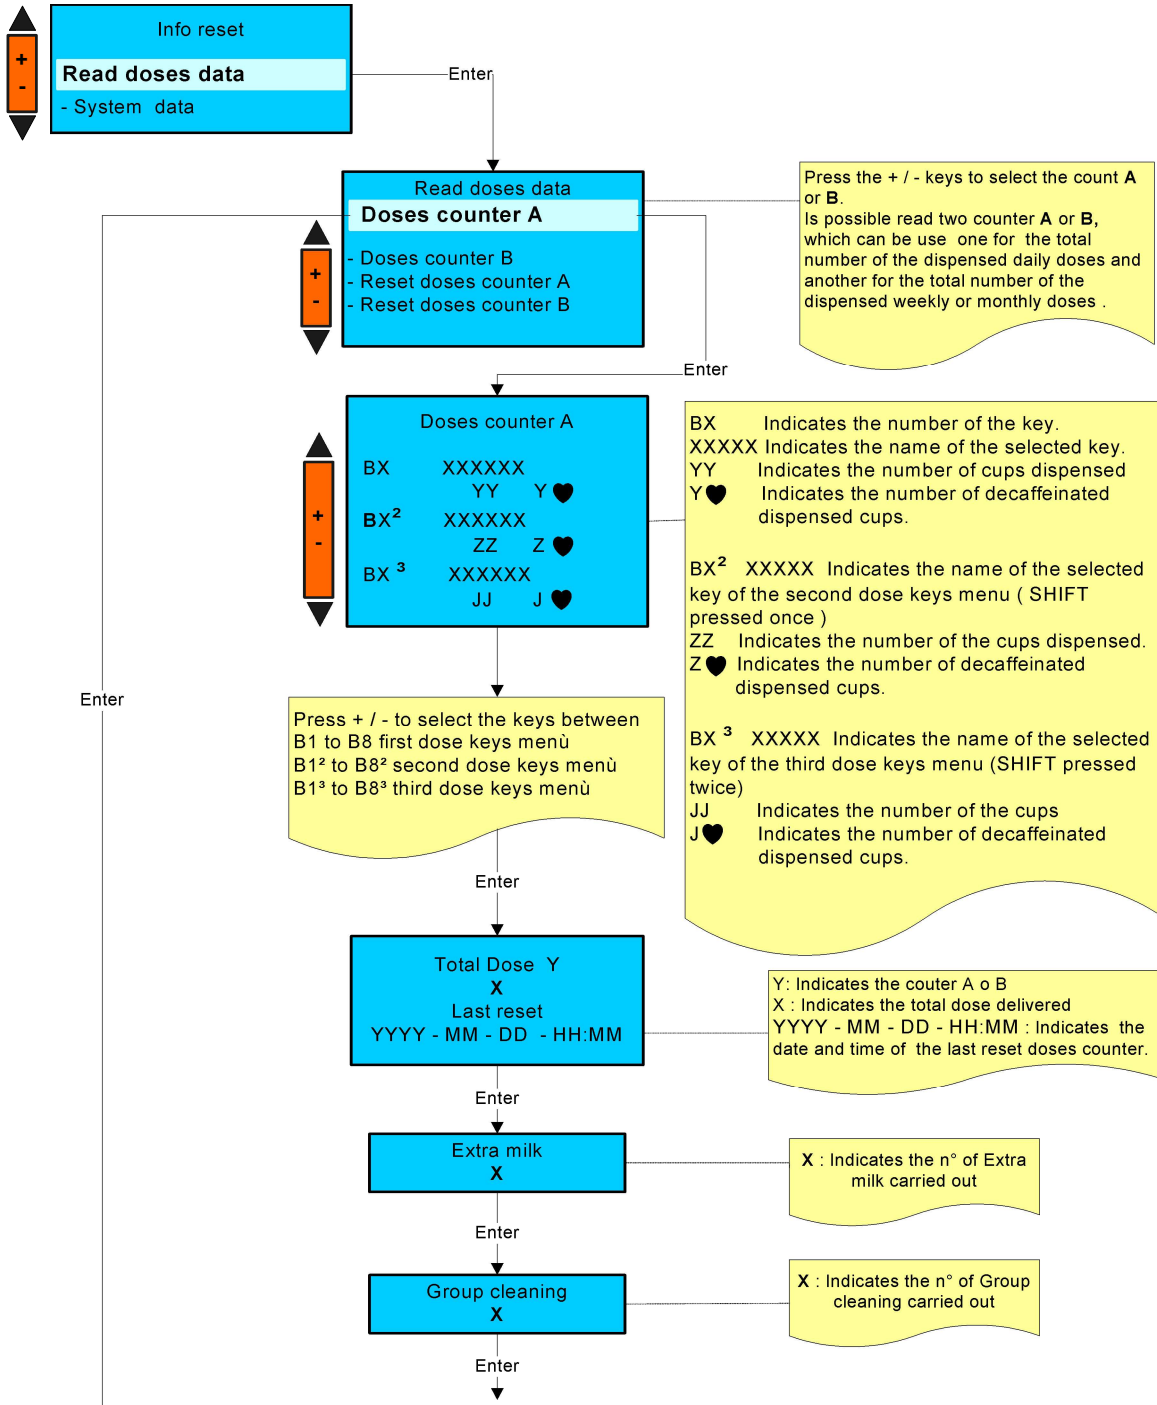 Info reset
+
-
Read doses data
- System  data
Enter
Read doses data
Doses counter A
- Doses counter B
- Reset doses counter A
- Reset doses counter B
+
-
Press the + / - keys to select the count A
or B.
Is possible read two counter A or B,
which can be use  one for  the total
number of the dispensed daily doses and
another for the total number of the
dispensed weekly or monthly doses .
Enter
Doses counter A
BX XXXXXX
YY Y♥
BX² XXXXXX
ZZ Z ♥
BX ³ XXXXXX
JJ J ♥
+
-
BX Indicates the number of the key.
XXXXX Indicates the name of the selected key.
YY Indicates the number of cups dispensed
Y♥ Indicates the number of decaffeinated
dispensed cups.
BX² XXXXX Indicates the name of the selected
key of the second dose keys menu ( SHIFT
pressed once )
ZZ Indicates the number of the cups dispensed.
Z♥ Indicates the number of decaffeinated
dispensed cups.
BX ³ XXXXX Indicates the name of the selected
key of the third dose keys menu (SHIFT pressed
twice)
JJ Indicates the number of the cups
J♥ Indicates the number of decaffeinated
dispensed cups.
Enter
Press + / - to select the keys between
B1 to B8 first dose keys menù
B1² to B8² second dose keys menù
B1³ to B8³ third dose keys menù
Enter
Total Dose  Y
X
Last reset
YYYY - MM - DD  - HH:MM
Y: Indicates the couter A o B
X : Indicates the total dose delivered
YYYY - MM - DD - HH:MM : Indicates  the
date and time of  the last reset doses counter.
Enter
Extra milk
X
X : Indicates the n° of Extra
milk carried out
Enter
Group cleaning
X
X : Indicates the n° of Group
cleaning carried out
Enter